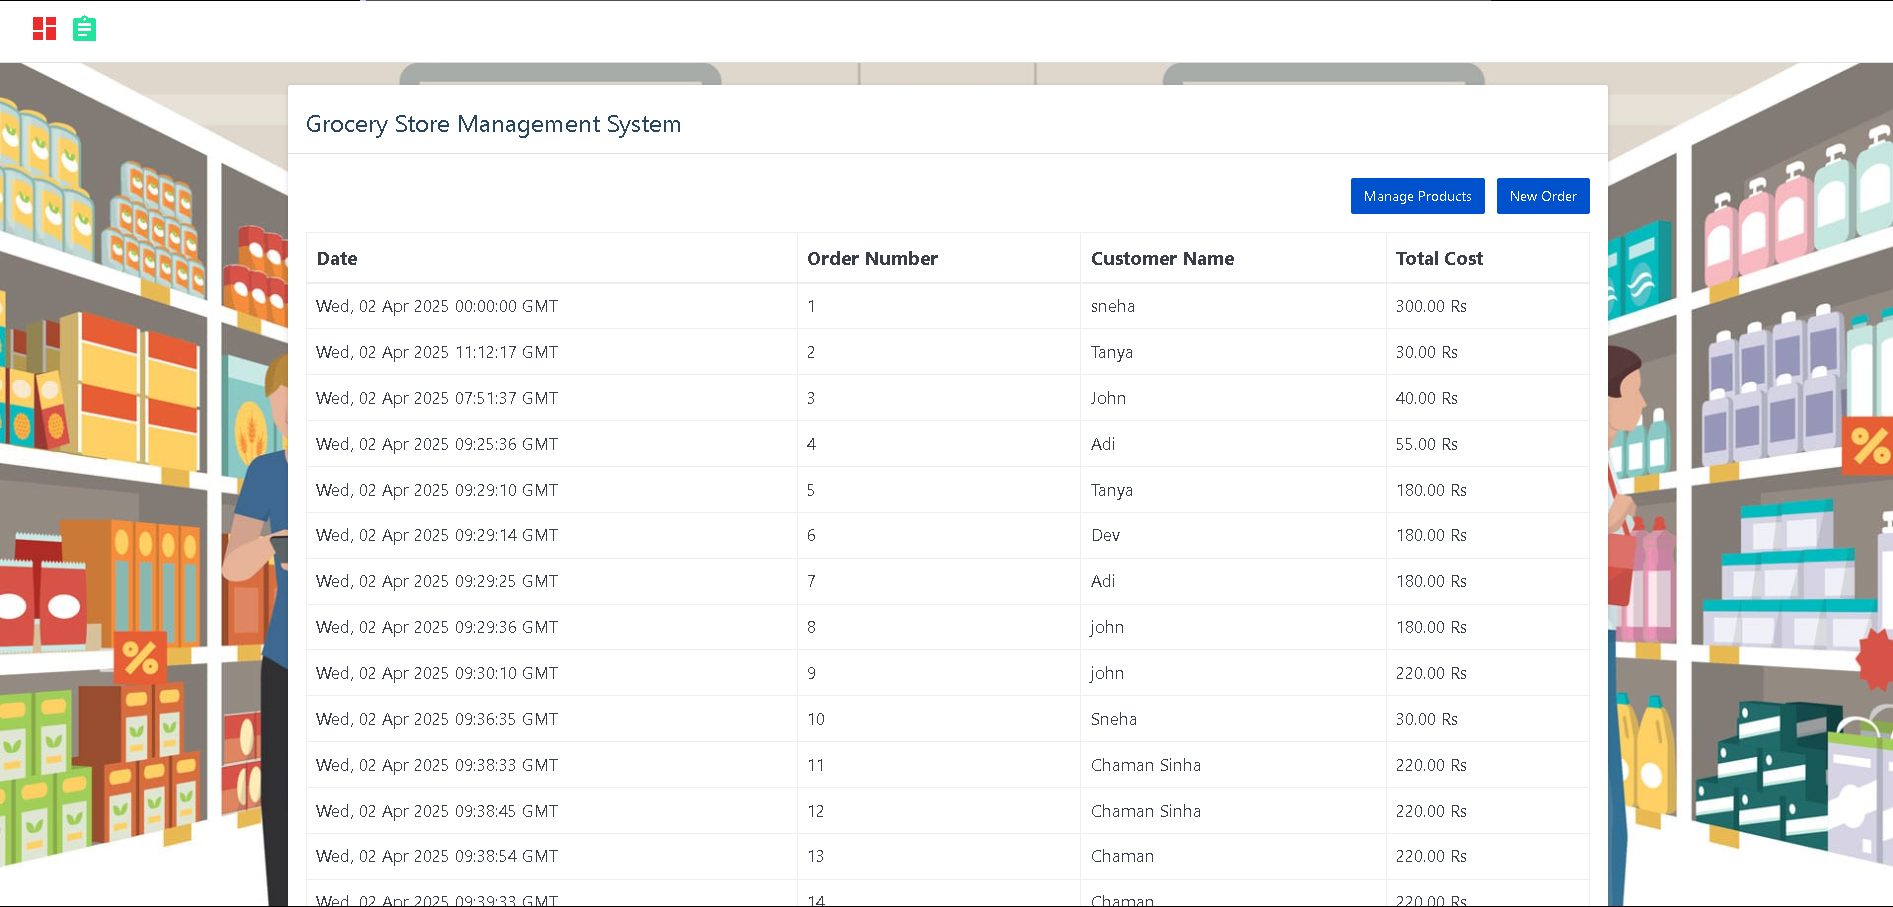 Grocery Store Management System
Manage Products New Order
Date Order Number Customer Name Total Cost
Wed, 02 Apr 2025 00:00:00 GMT 1 sneha 300.00 Rs
Wed, 02 Apr 2025 11:12:17 GMT 2 Tanya 30.00 Rs
Wed, 02 Apr 2025 07:51:37 GMT 3 John 40.00 Rs
Wed, 02 Apr 2025 09:25:36 GMT 4 Adi 55.00 Rs
Wed, 02 Apr 2025 09:29:10 GMT 5 Tanya 180.00 Rs
Wed, 02 Apr 2025 09:29:14 GMT 6 Dev 180.00 Rs
Wed, 02 Apr 2025 09:29:25 GMT 7 Adi 180.00 Rs
Wed, 02 Apr 2025 09:29:36 GMT 8 john 180.00 Rs
Wed, 02 Apr 2025 09:30:10 GMT 9 john 220.00 Rs
Wed, 02 Apr 2025 09:36:35 GMT 10 Sneha 30.00 Rs
Wed, 02 Apr 2025 09:38:33 GMT 11 Chaman Sinha 220.00 Rs
Wed, 02 Apr 2025 09:38:45 GMT 12 Chaman Sinha 220.00 Rs
Wed, 02 Apr 2025 09:38:54 GMT 13 Chaman 220.00 Rs
Wed, 02 Apr 2025 09:39:33 GMT 14 Chaman 220.00 Rs
%
%